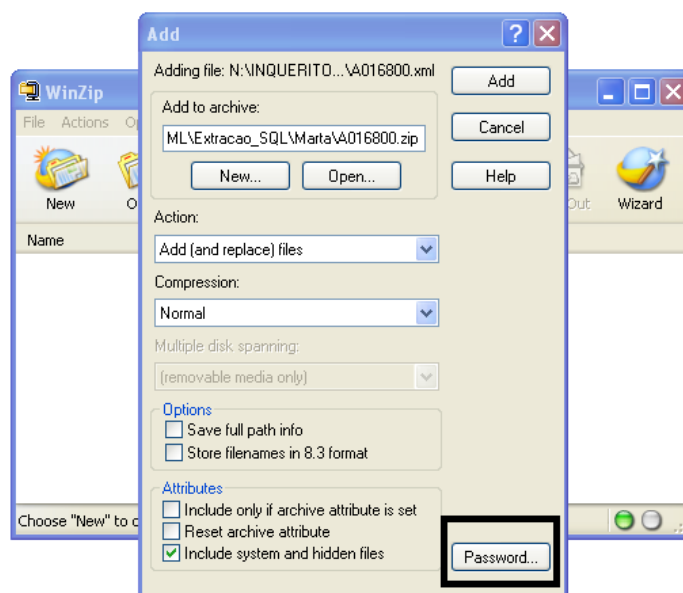 Add
Adding file: N:\INQUERITO...\A016800.xml
Add
Add to archive:
ML\Extracao_SQL\Marta\A016800.zip
Cancel
New...
Open...
Help
Action:
Add (and replace) files
Compression:
Normal
Multiple disk spanning:
(removable media only)
Options
Save full path info
Store filenames in 8.3 format
Attributes
Include only if archive attribute is set
Reset archive attribute
Include system and hidden files
Password...
WinZip
File Actions
New
Wizard
Name
Choose "New" to